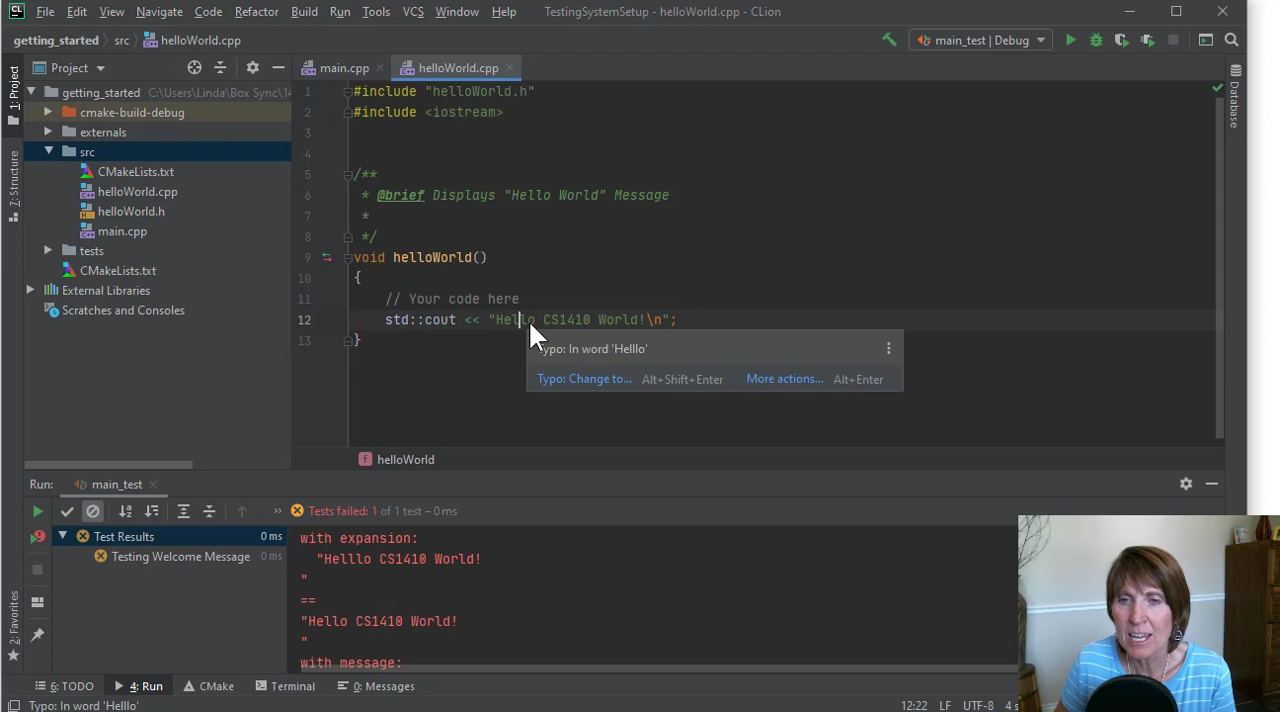 CL File Edit View Navigate Code Refactor Build Run Tools VCS Window Help TestingSystemSetup - helloWorld.cpp - CLion
getting_started src helloWorld.cpp main_test | Debug
1: Project
7: Structure
2: Favorites
Database
Project
getting_started C:\Users\Linda\Box Sync\14
cmake-build-debug
externals
src
CMakeLists.txt
helloWorld.cpp
helloWorld.h
main.cpp
tests
CMakeLists.txt
External Libraries
Scratches and Consoles
main.cpp helloWorld.cpp
1 #include "helloWorld.h"
2 #include <iostream>
3
4
5 /**
6 * @brief Displays "Hello World" Message
7 *
8 */
9 void helloWorld()
10 {
11 // Your code here
12 std::cout << "Hello CS1410 World!\n";
13 }
Typo: In word 'Helllo'
Typo: Change to... Alt+Shift+Enter More actions... Alt+Enter
f helloWorld
Run: main_test
Tests failed: 1 of 1 test – 0 ms
Test Results 0 ms
Testing Welcome Message 0 ms
with expansion:
"Helllo CS1410 World!
"
==
"Hello CS1410 World!
"
with message:
6: TODO 4: Run CMake Terminal 0: Messages
Typo: In word 'Helllo' 12:22 LF UTF-8 4 s